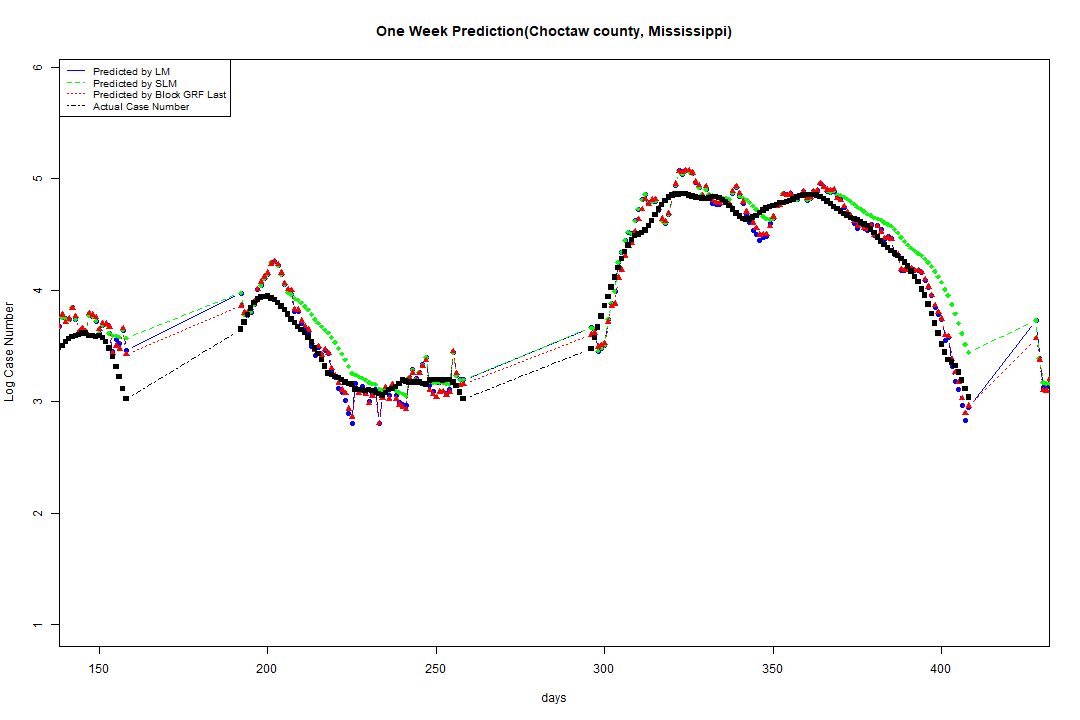 One Week Prediction(Choctaw county, Mississippi)
Predicted by LM
Predicted by SLM
Predicted by Block GRF Last
Actual Case Number
6
5
4
3
2
1
Log Case Number
150
200
250
300
350
400
days